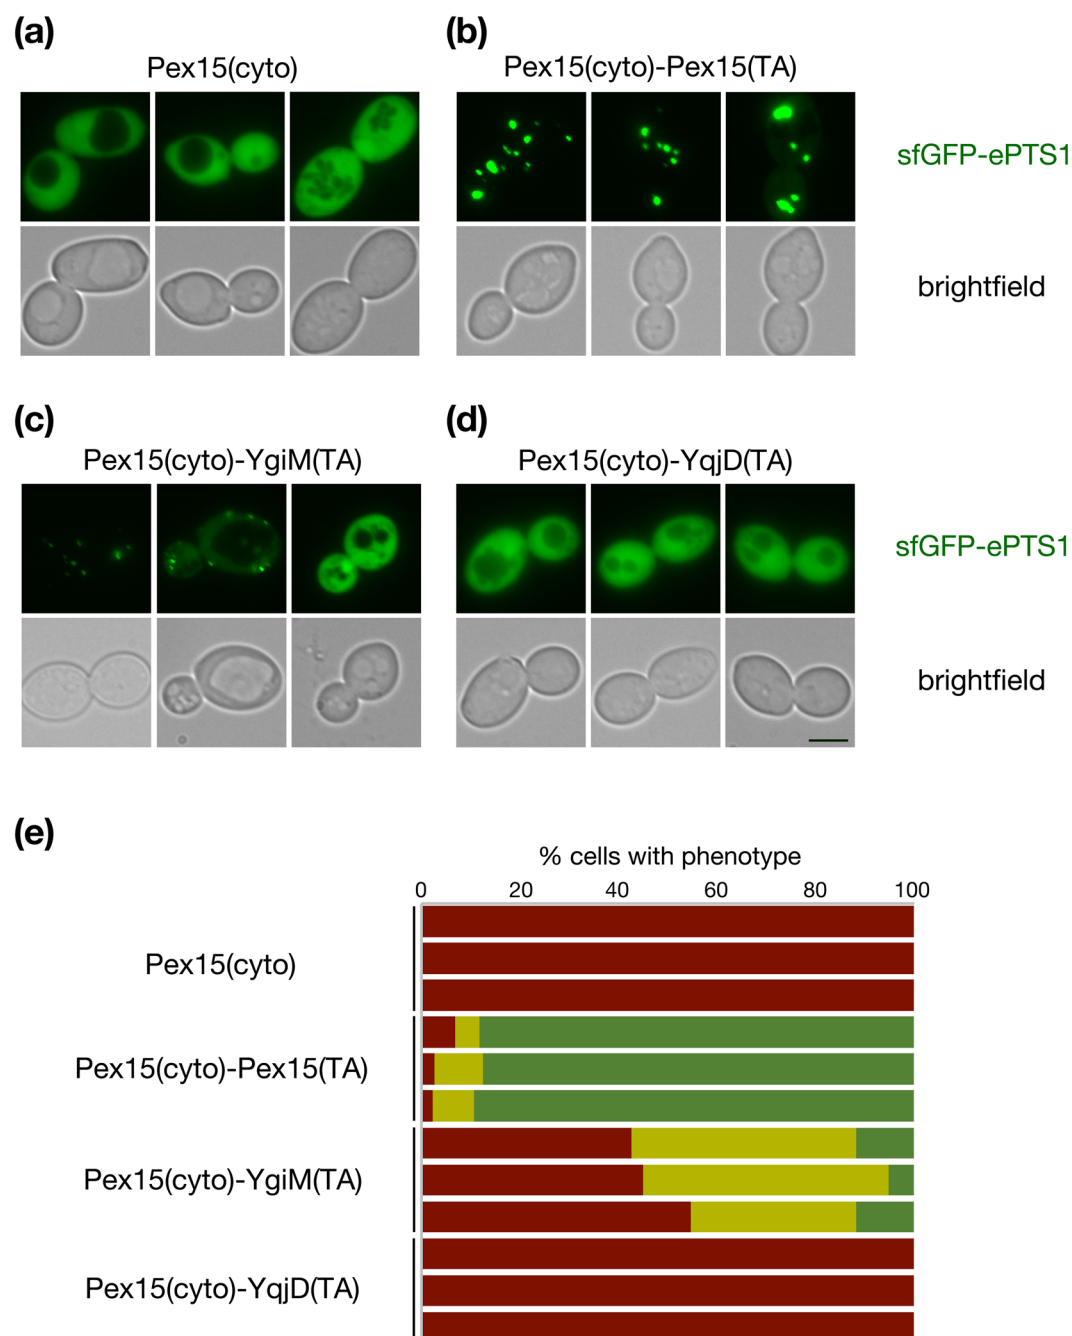 (a)
Pex15(cyto)
(b)
Pex15(cyto)-Pex15(TA)
sfGFP-ePTS1
brightfield
(c)
Pex15(cyto)-YgiM(TA)
(d)
Pex15(cyto)-YqjD(TA)
sfGFP-ePTS1
brightfield
(e)
% cells with phenotype
0 20 40 60 80 100
Pex15(cyto)
Pex15(cyto)-Pex15(TA)
Pex15(cyto)-YgiM(TA)
Pex15(cyto)-YqjD(TA)